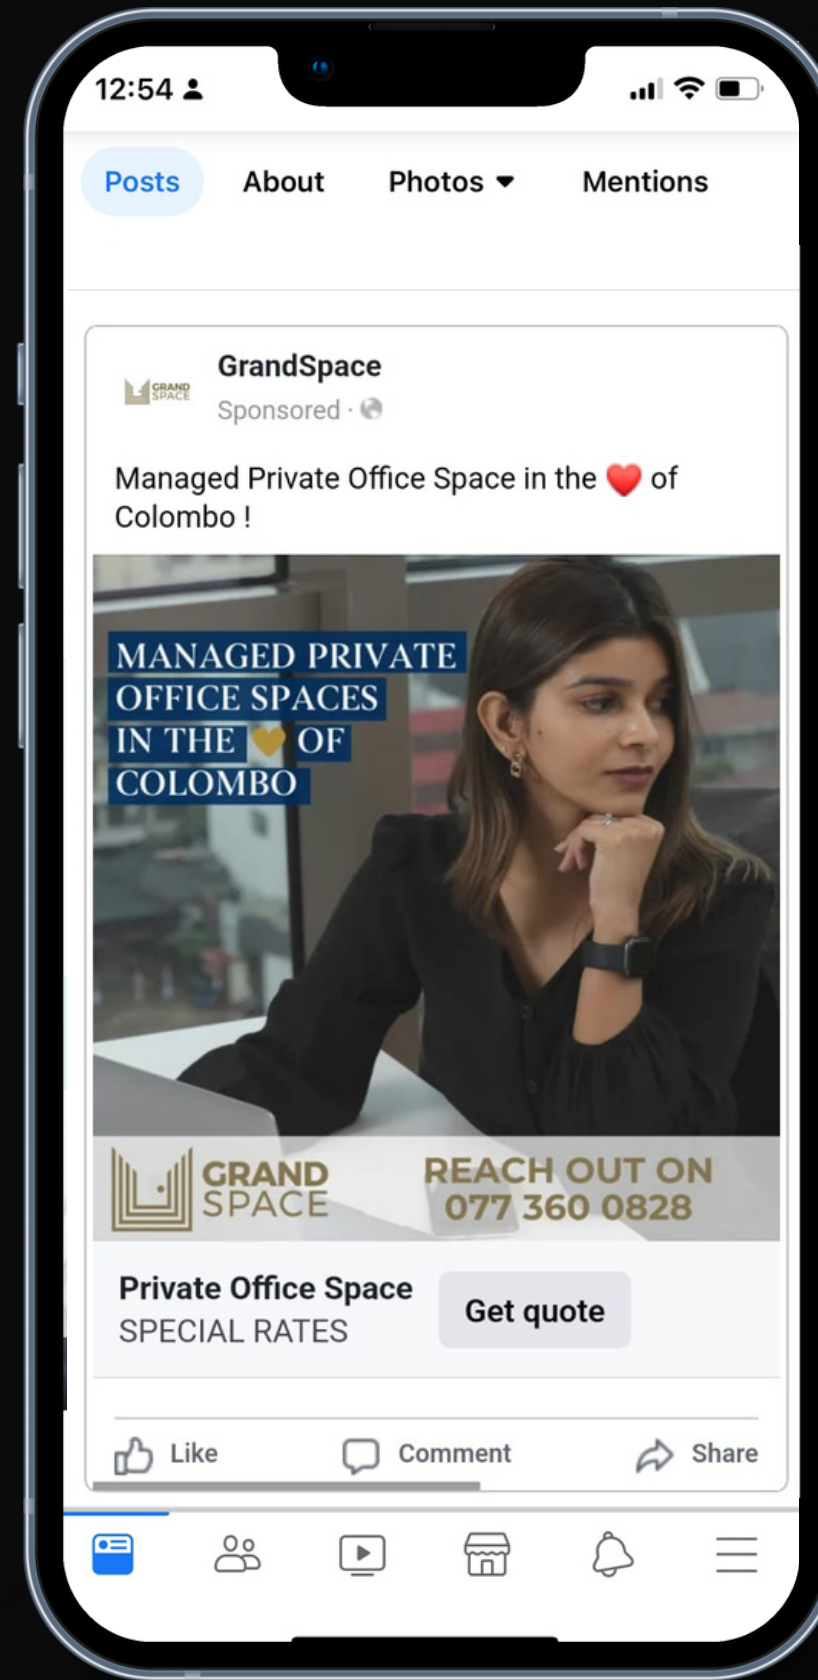 12:54
Posts About Photos Mentions
GRAND
SPACE
GrandSpace
Sponsored ·
Managed Private Office Space in the ❤️ of
Colombo !
MANAGED PRIVATE
OFFICE SPACES
IN THE 💛 OF
COLOMBO
GRAND
SPACE
REACH OUT ON
077 360 0828
Private Office Space
SPECIAL RATES
Get quote
Like Comment Share